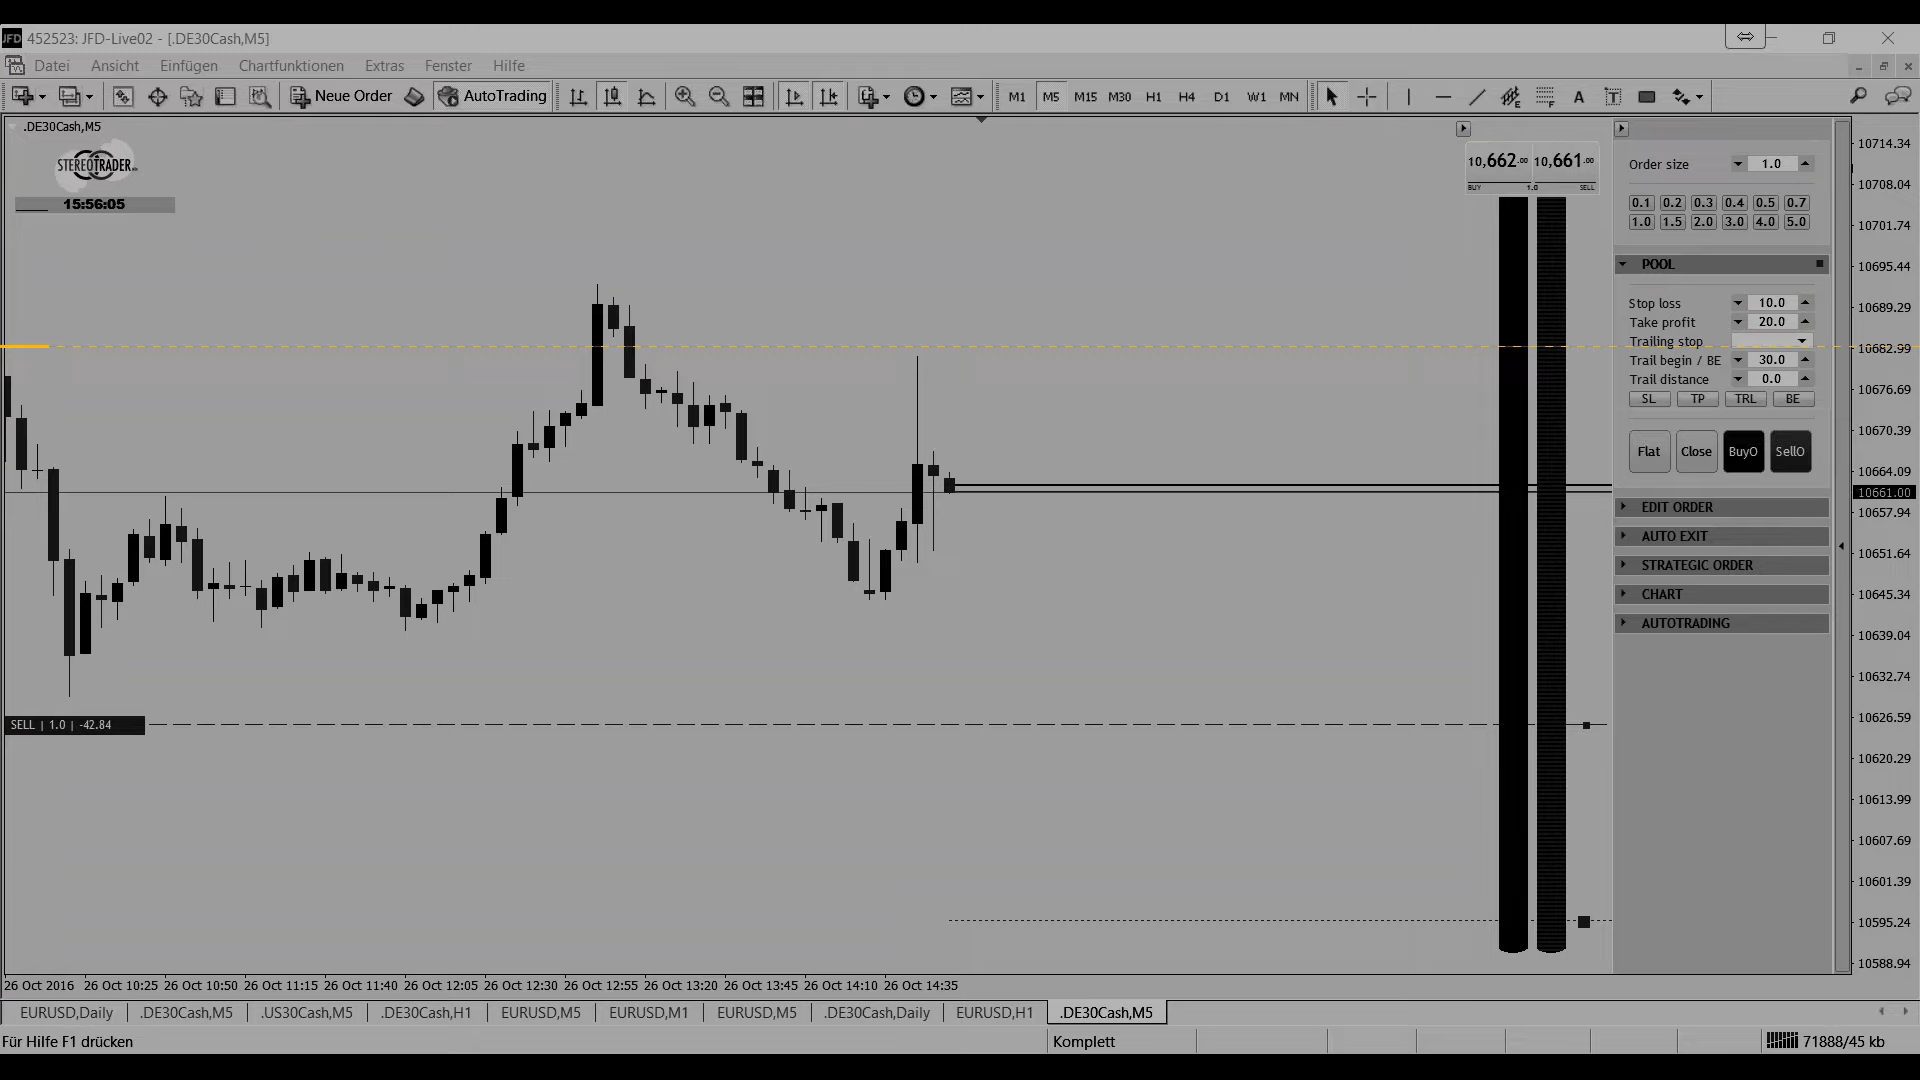 JFD 452523: JFD-Live02 - [.DE30Cash,M5]
Datei Ansicht Einfügen Chartfunktionen Extras Fenster Hilfe
Neue Order AutoTrading M1 M5 M15 M30 H1 H4 D1 W1 MN A T
.DE30Cash,M5
STEREOTRADER
15:56:05
10,662.00 10,661.00
BUY 1.0 SELL
Order size 1.0
0.1 0.2 0.3 0.4 0.5 0.7
1.0 1.5 2.0 3.0 4.0 5.0
POOL
Stop loss 10.0
Take profit 20.0
Trailing stop
Trail begin / BE 30.0
Trail distance 0.0
SL TP TRL BE
Flat Close BuyO SellO
EDIT ORDER
AUTO EXIT
STRATEGIC ORDER
CHART
AUTOTRADING
10714.34
10708.04
10701.74
10695.44
10689.29
10682.99
10676.69
10670.39
10664.09
10661.00
10657.94
10651.64
10645.34
10639.04
10632.74
10626.59
10620.29
10613.99
10607.69
10601.39
10595.24
10588.94
SELL | 1.0 | -42.84
26 Oct 2016 26 Oct 10:25 26 Oct 10:50 26 Oct 11:15 26 Oct 11:40 26 Oct 12:05 26 Oct 12:30 26 Oct 12:55 26 Oct 13:20 26 Oct 13:45 26 Oct 14:10 26 Oct 14:35
EURUSD,Daily .DE30Cash,M5 .US30Cash,M5 .DE30Cash,H1 EURUSD,M5 EURUSD,M1 EURUSD,M5 .DE30Cash,Daily EURUSD,H1 .DE30Cash,M5
Für Hilfe F1 drücken Komplett 71888/45 kb